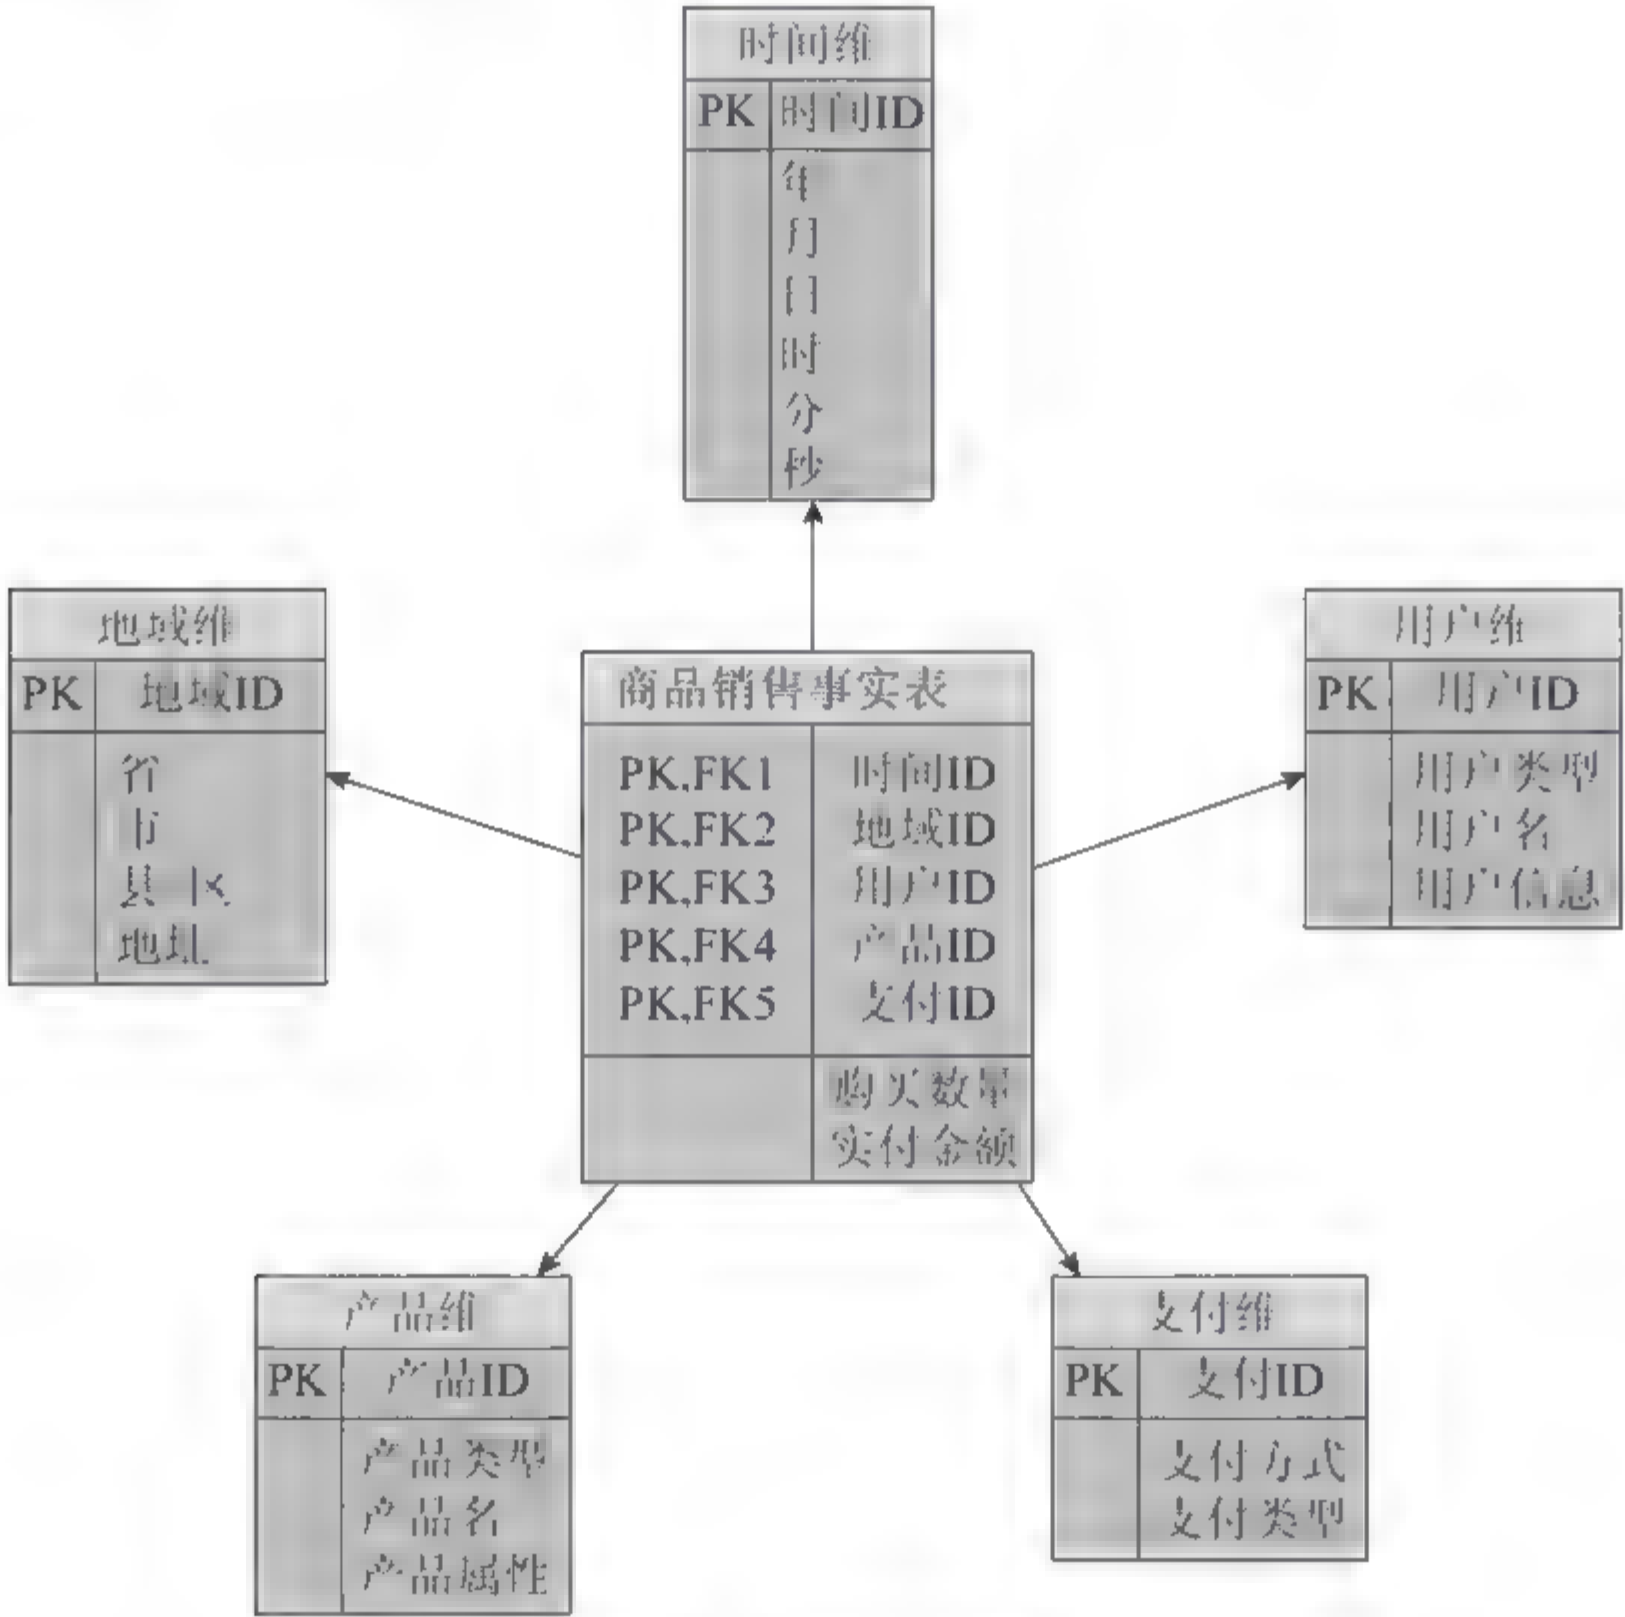 时间维
PK 时间ID
年
月
日
时
分
秒
地域维
PK 地域ID
省
市
县 区
地址
商品销售事实表
PK,FK1 时间ID
PK,FK2 地域ID
PK,FK3 用户ID
PK,FK4 产品ID
PK,FK5 支付ID
购买数量
实付金额
用户维
PK 用户ID
用户类型
用户名
用户信息
产品维
PK 产品ID
产品类型
产品名
产品属性
支付维
PK 支付ID
支付方式
支付类型